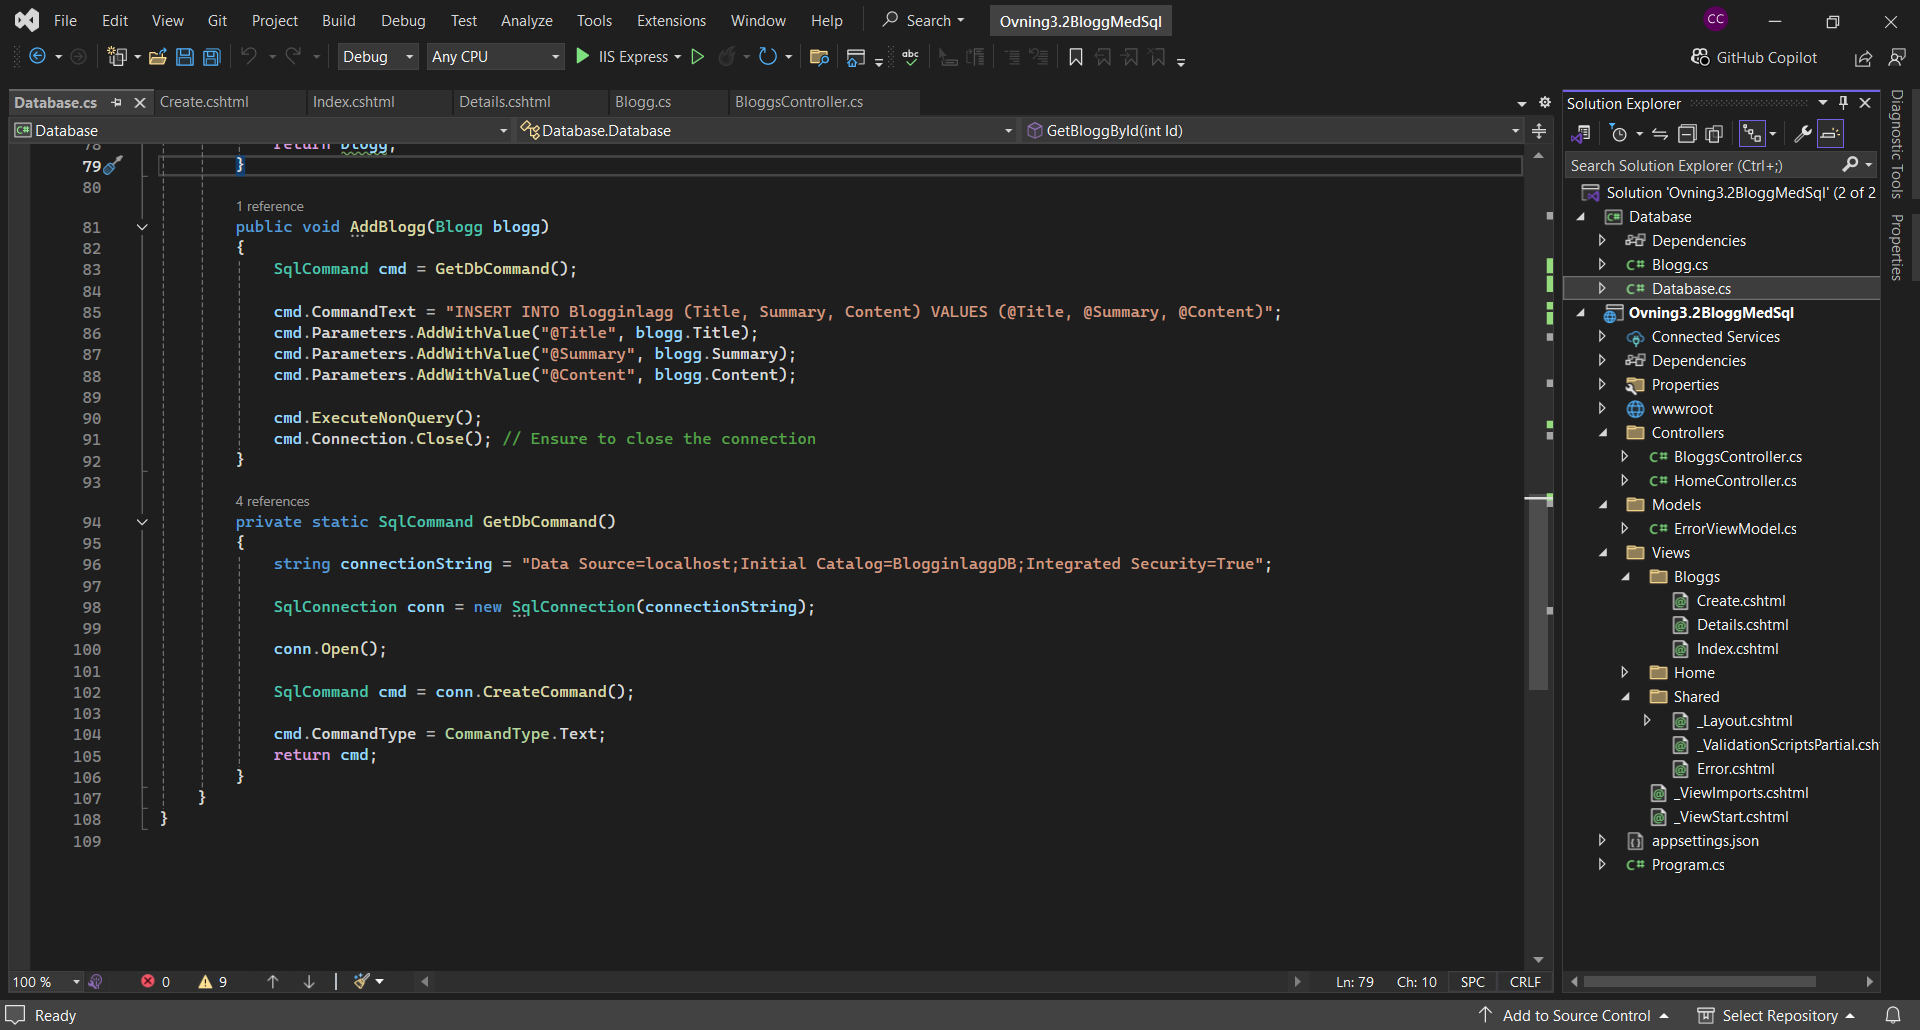 File Edit View Git Project Build Debug Test Analyze Tools Extensions Window Help Search Ovning3.2BloggMedSql CC
Debug Any CPU IIS Express abc GitHub Copilot
Database.cs Create.cshtml Index.cshtml Details.cshtml Blogg.cs BloggsController.cs
Database Database.Database GetBloggById(int Id)
78 return blogg;
79 }
80
1 reference
81 public void AddBlogg(Blogg blogg)
82 {
83 SqlCommand cmd = GetDbCommand();
84
85 cmd.CommandText = "INSERT INTO Blogginlagg (Title, Summary, Content) VALUES (@Title, @Summary, @Content)";
86 cmd.Parameters.AddWithValue("@Title", blogg.Title);
87 cmd.Parameters.AddWithValue("@Summary", blogg.Summary);
88 cmd.Parameters.AddWithValue("@Content", blogg.Content);
89
90 cmd.ExecuteNonQuery();
91 cmd.Connection.Close(); // Ensure to close the connection
92 }
93
4 references
94 private static SqlCommand GetDbCommand()
95 {
96 string connectionString = "Data Source=localhost;Initial Catalog=BlogginlaggDB;Integrated Security=True";
97
98 SqlConnection conn = new SqlConnection(connectionString);
99
100 conn.Open();
101
102 SqlCommand cmd = conn.CreateCommand();
103
104 cmd.CommandType = CommandType.Text;
105 return cmd;
106 }
107 }
108 }
109
100 % 0 9 Ln: 79 Ch: 10 SPC CRLF
Solution Explorer
Search Solution Explorer (Ctrl+;)
Solution 'Ovning3.2BloggMedSql' (2 of 2
Database
Dependencies
C# Blogg.cs
C# Database.cs
Ovning3.2BloggMedSql
Connected Services
Dependencies
Properties
wwwroot
Controllers
C# BloggsController.cs
C# HomeController.cs
Models
C# ErrorViewModel.cs
Views
Bloggs
Create.cshtml
Details.cshtml
Index.cshtml
Home
Shared
_Layout.cshtml
_ValidationScriptsPartial.csh
Error.cshtml
_ViewImports.cshtml
_ViewStart.cshtml
appsettings.json
C# Program.cs
Diagnostic Tools
Properties
Ready Add to Source Control Select Repository